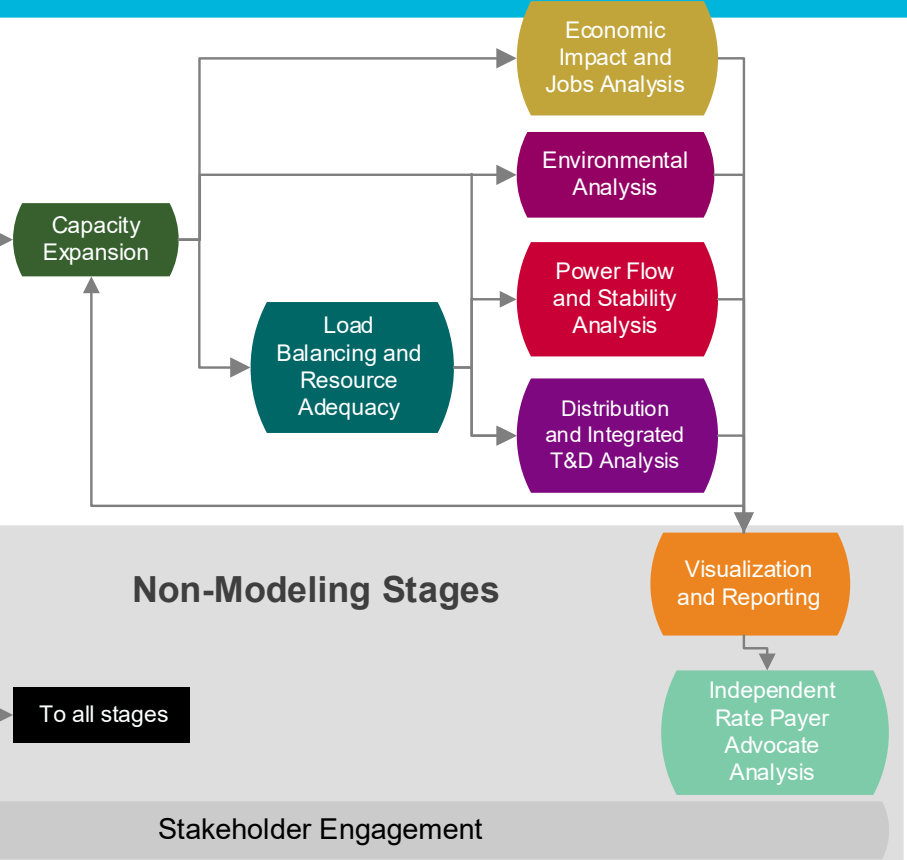 Economic
Impact and
Jobs Analysis
Environmental
Analysis
Capacity
Expansion
Power Flow
and Stability
Analysis
Load
Balancing and
Resource
Adequacy
Distribution
and Integrated
T&D Analysis
Non-Modeling Stages
Visualization
and Reporting
To all stages
Independent
Rate Payer
Advocate
Analysis
Stakeholder Engagement